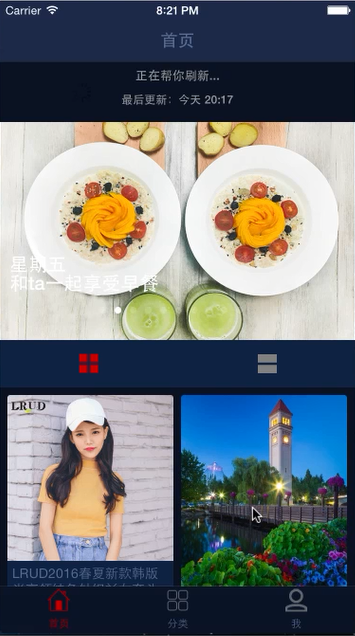 Carrier 8:21 PM
首页
正在帮你刷新...
最后更新：今天 20:17
星期五
和ta一起享受早餐
LRUD
LRUD2016春夏新款韩版
首页 分类 我